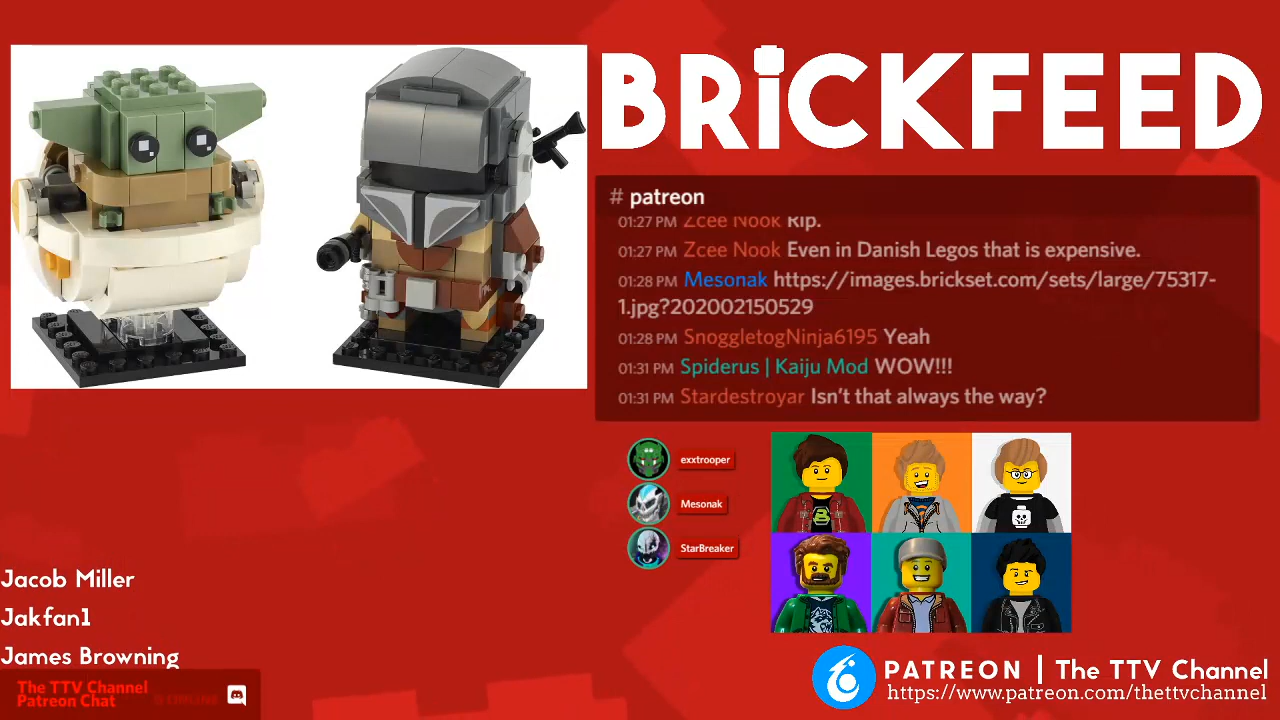 BRICKFEED
# patreon
01:27 PM Zcee Nook Rip.
01:27 PM Zcee Nook Even in Danish Legos that is expensive.
01:28 PM Mesonak https://images.brickset.com/sets/large/75317-
1.jpg?202002150529
01:28 PM SnoggletogNinja6195 Yeah
01:31 PM Spiderus | Kaiju Mod WOW!!!
01:31 PM Stardestroyar Isn't that always the way?
exxtrooper
Mesonak
StarBreaker
Jacob Miller
Jakfan1
James Browning
The TTV Channel
Patreon Chat
PATREON | The TTV Channel
https://www.patreon.com/thettvchannel